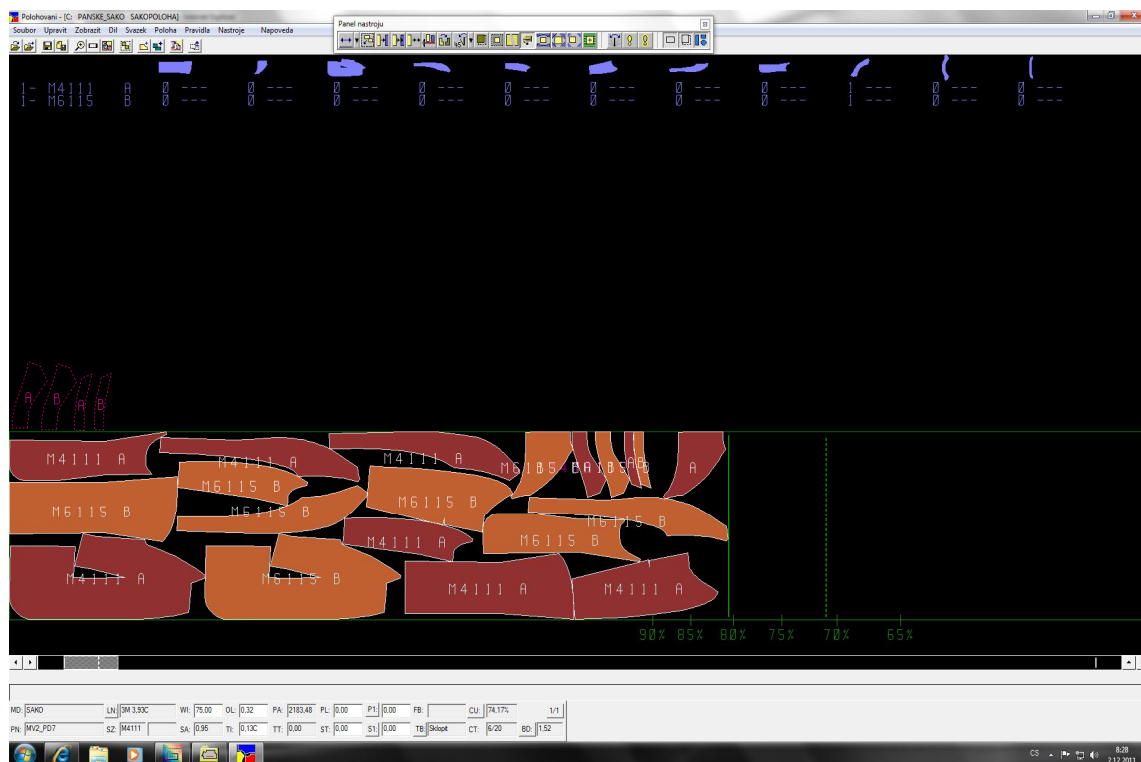 Polohovani - [C: PANSKE_SAKO SAKOPOLOHA]
Soubor Upravit Zobrazit Dil Svazek Poloha Pravidla Nastroje Napoveda
Panel nastroju
1- M4111 A 0 --- 0 --- 0 --- 0 --- 0 --- 0 --- 0 --- 0 --- 1 --- 0 --- 0 ---
1- M6115 B 0 --- 0 --- 0 --- 0 --- 0 --- 0 --- 0 --- 0 --- 1 --- 0 --- 0 ---
A B A B
M4111 A M4111 A M4111 A A
M6115 B M6115 B M6115 B
M6115 B M6115 B
M4111 A M6115 B
M4111 A M6115 B M4111 A M4111 A
90% 85% 80% 75% 70% 65%
MD: SAKO LN: 3M 3,93C WI: 75,00 OL: 0,32 PA: 2183,48 PL: 0,00 P1: 0,00 FB: CU: 74,17% 1/1
PN: MV2_PD7 SZ: M4111 SA: 0,95 TI: 0,13C TT: 0,00 ST: 0,00 S1: 0,00 TB: Sklopit CT: 6/20 BD: 1,52
CS 8:28
2.12.2011